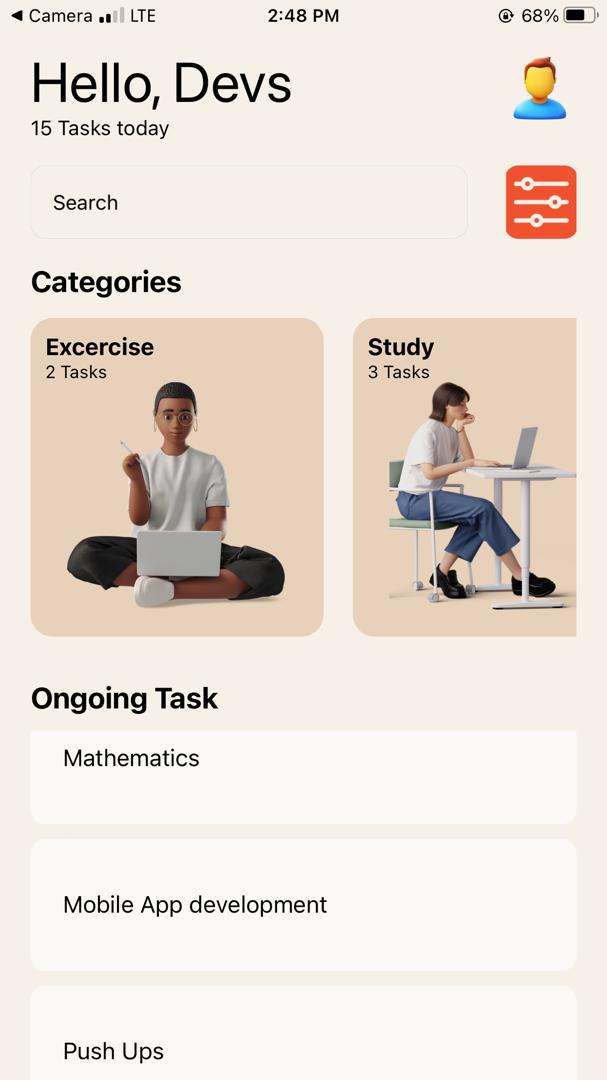 ◀ Camera LTE 2:48 PM 68%
Hello, Devs
15 Tasks today
Search
Categories
Excercise
2 Tasks
Study
3 Tasks
Ongoing Task
Mathematics
Mobile App development
Push Ups